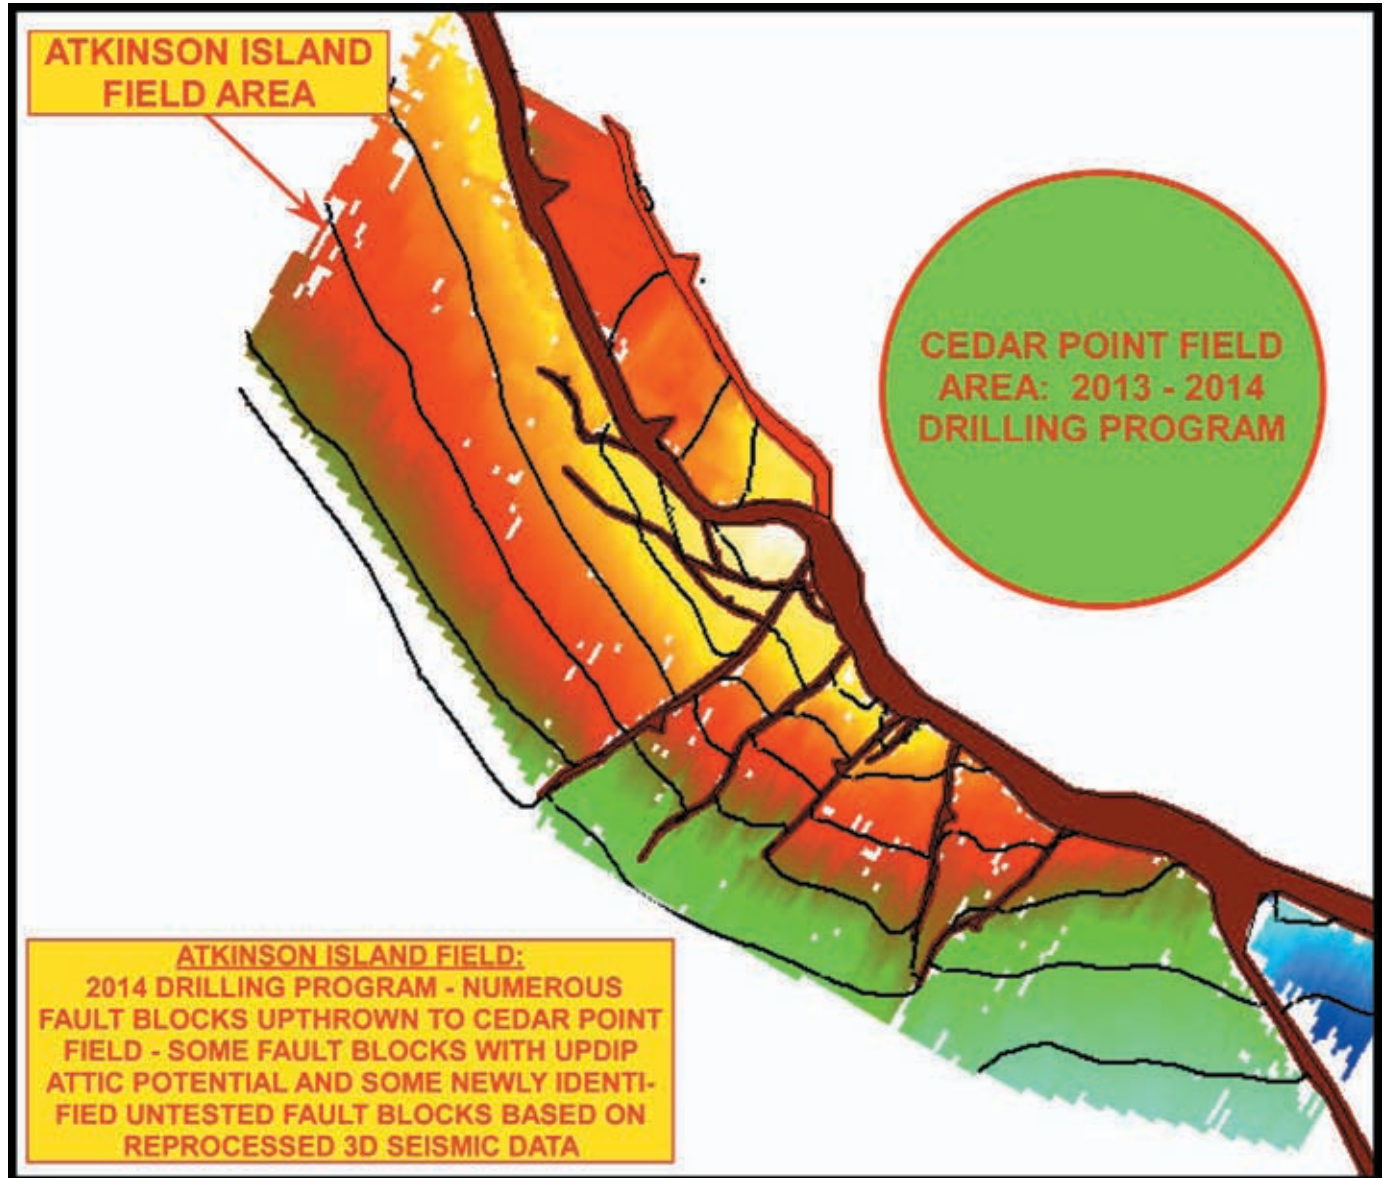 ATKINSON ISLAND
FIELD AREA
CEDAR POINT FIELD
AREA: 2013 - 2014
DRILLING PROGRAM
ATKINSON ISLAND FIELD:
2014 DRILLING PROGRAM - NUMEROUS
FAULT BLOCKS UPTHROWN TO CEDAR POINT
FIELD - SOME FAULT BLOCKS WITH UPDIP
ATTIC POTENTIAL AND SOME NEWLY IDENTI-
FIED UNTESTED FAULT BLOCKS BASED ON
REPROCESSED 3D SEISMIC DATA